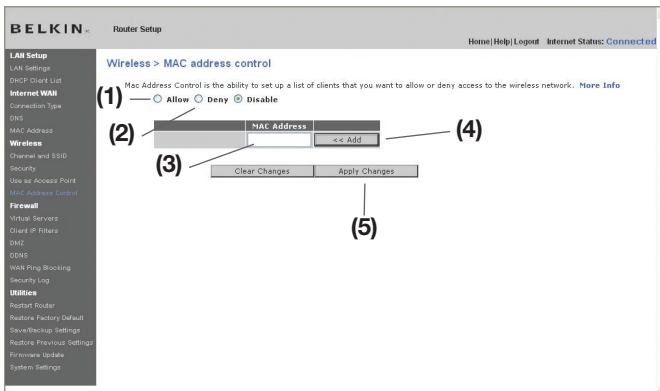 BELKIN
Router Setup
Home|Help|Logout Internet Status: Connected
LAN Setup
LAN Settings
DHCP Client List
Internet WAN
Connection Type
DNS
MAC Address
Wireless
Channel and SSID
Security
Use as Access Point
MAC Address Control
Firewall
Virtual Servers
Client IP Filters
DMZ
DDNS
WAN Ping Blocking
Security Log
Utilities
Restart Router
Restore Factory Default
Save/Backup Settings
Restore Previous Settings
Firmware Update
System Settings
Wireless > MAC address control
Mac Address Control is the ability to set up a list of clients that you want to allow or deny access to the wireless network. More Info
(1) Allow Deny Disable
(2)
MAC Address
<< Add
(4)
(3)
Clear Changes Apply Changes
(5)